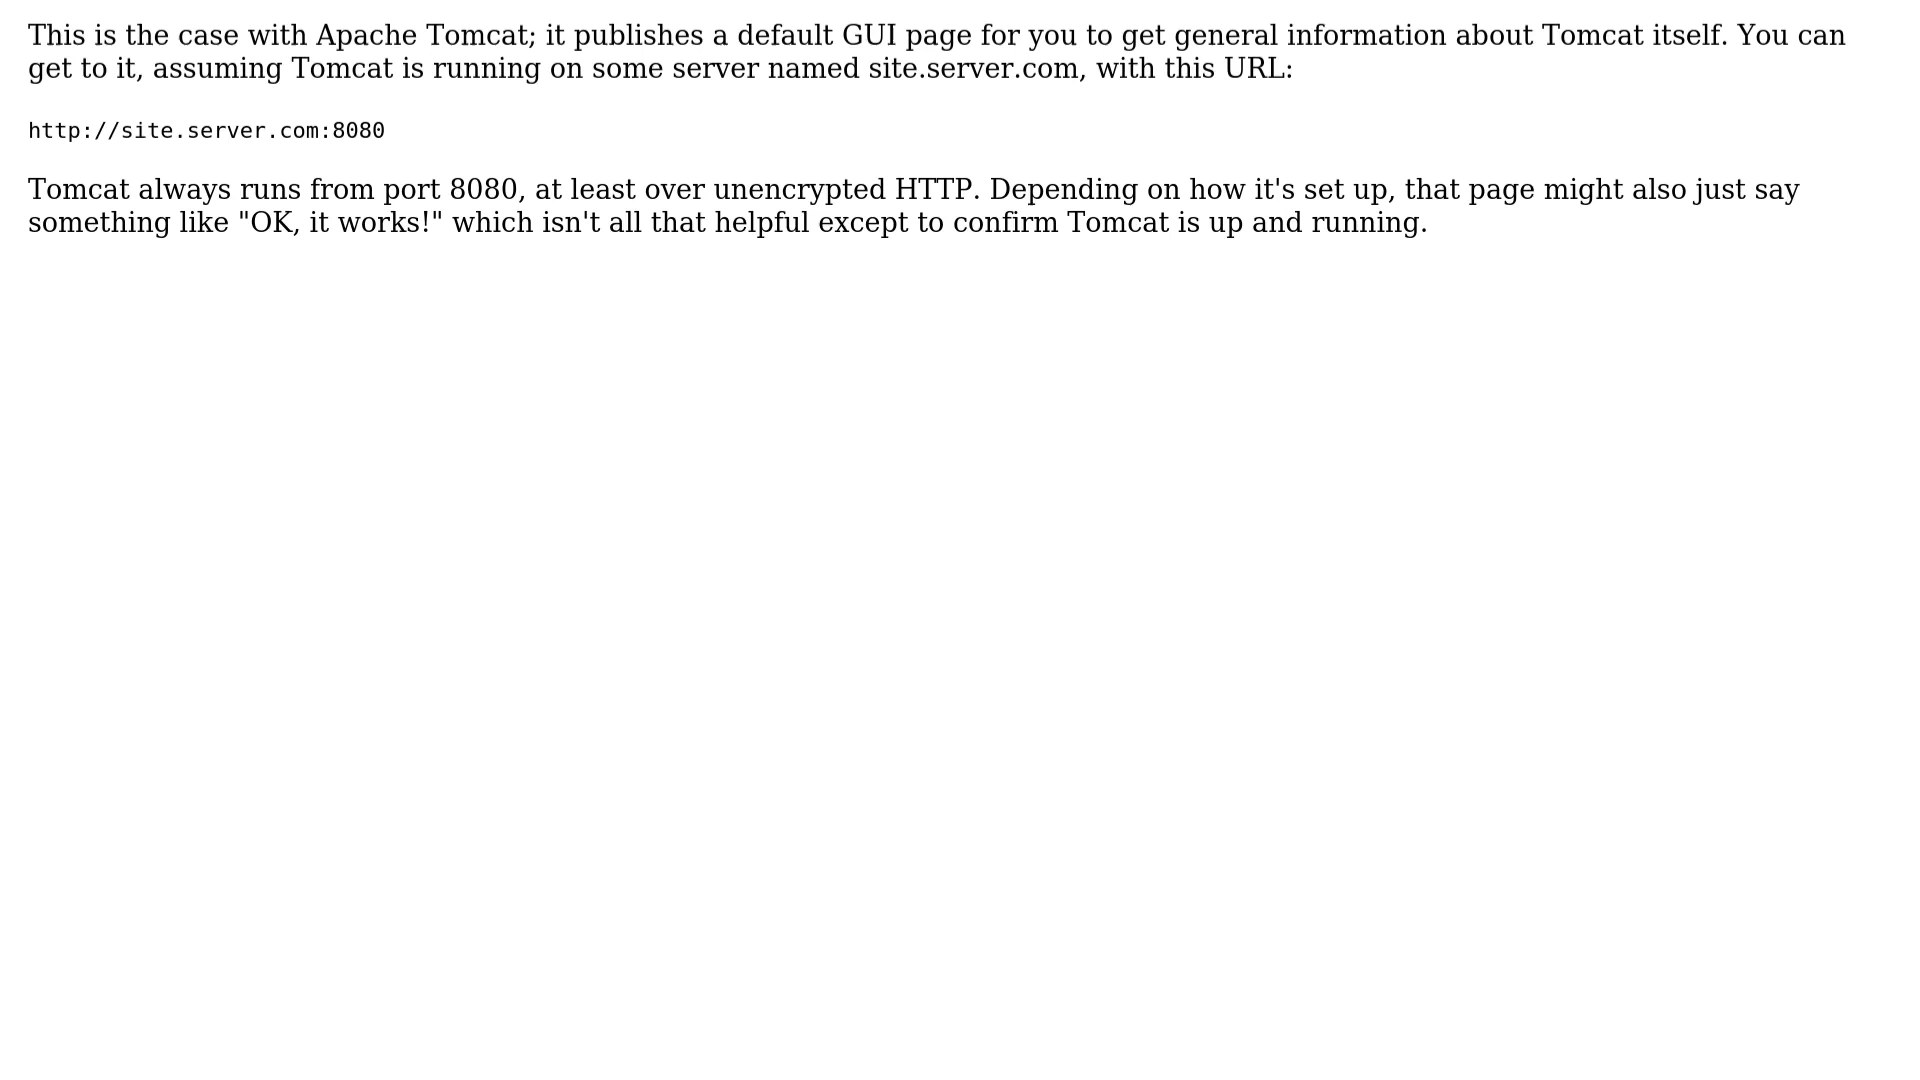 This is the case with Apache Tomcat; it publishes a default GUI page for you to get general information about Tomcat itself. You can
get to it, assuming Tomcat is running on some server named site.server.com, with this URL:
http://site.server.com:8080
Tomcat always runs from port 8080, at least over unencrypted HTTP. Depending on how it's set up, that page might also just say
something like "OK, it works!" which isn't all that helpful except to confirm Tomcat is up and running.